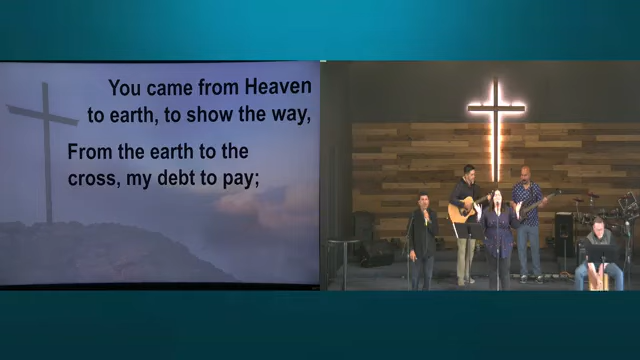 You came from Heaven
to earth, to show the way,
From the earth to the
cross, my debt to pay;